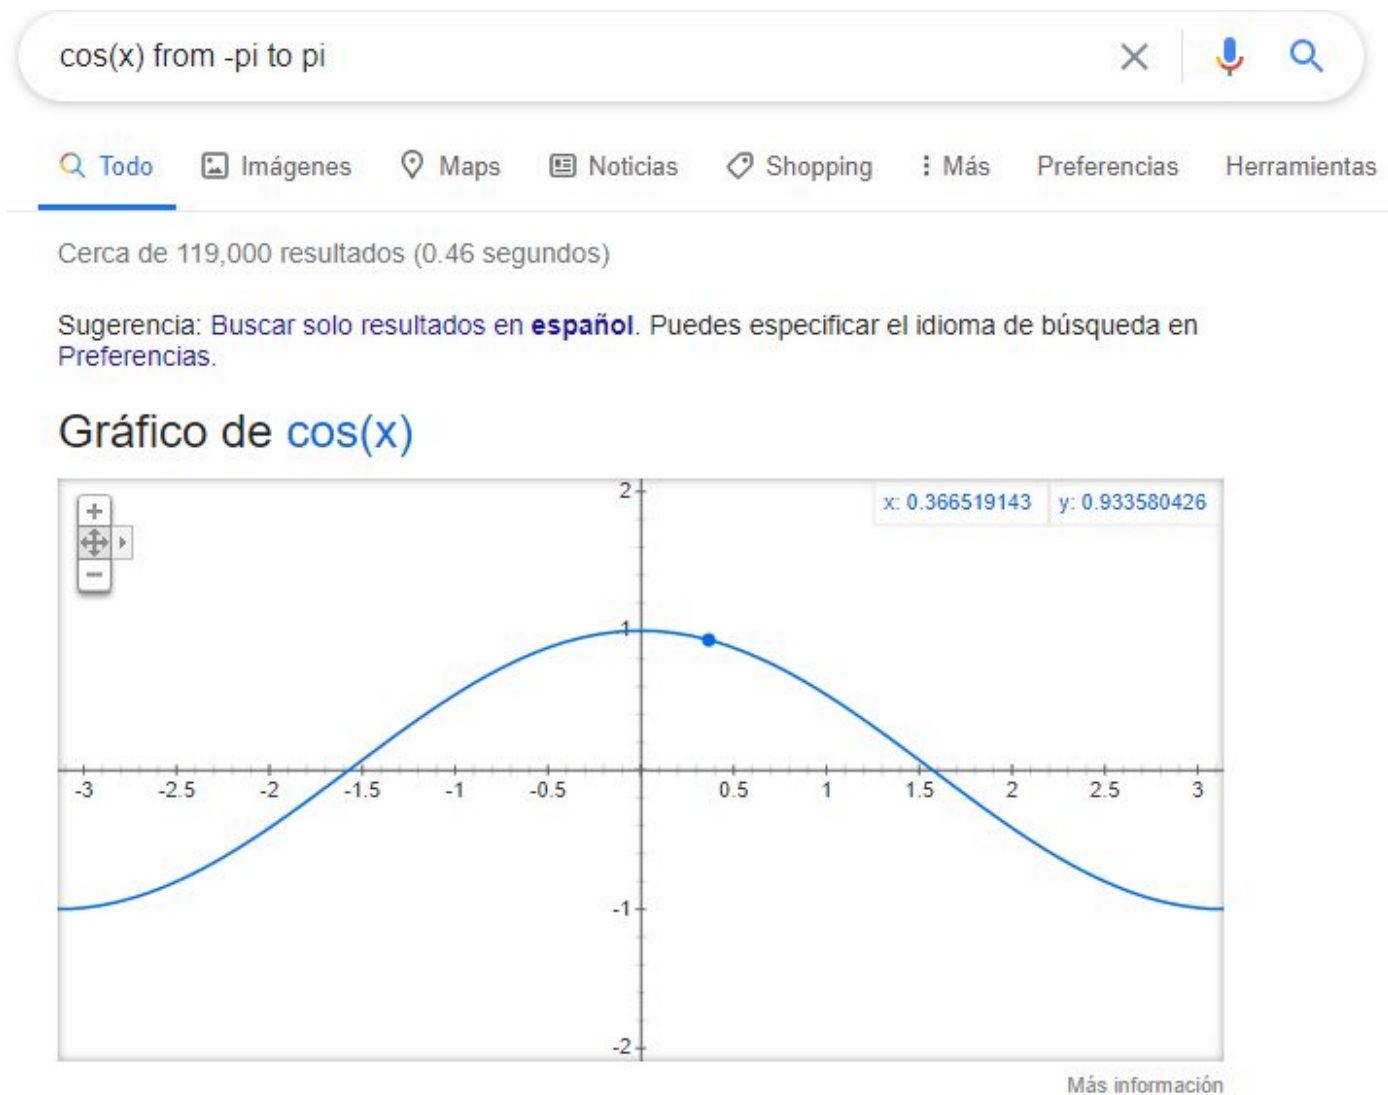 cos(x) from -pi to pi
Todo Imágenes Maps Noticias Shopping Más Preferencias Herramientas
Cerca de 119,000 resultados (0.46 segundos)
Sugerencia: Buscar solo resultados en español. Puedes especificar el idioma de búsqueda en
Preferencias.
Gráfico de cos(x)
x: 0.366519143 y: 0.933580426
2
1
-3 -2.5 -2 -1.5 -1 -0.5 0.5 1 1.5 2 2.5 3
-1
-2
Más información